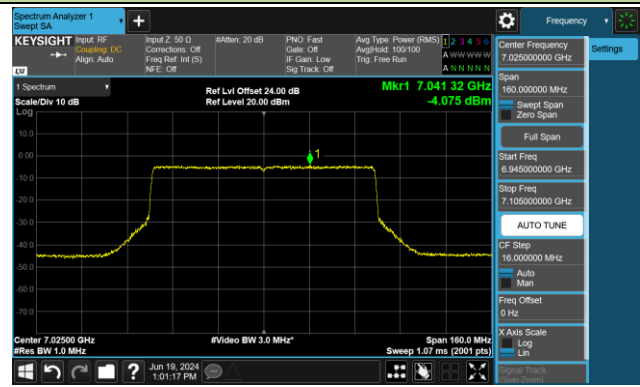 Spectrum Analyzer 1
Swept SA
+
Frequency
KEYSIGHT
Input: RF
Coupling: DC
Align: Auto
Input Z: 50 Ω
Corrections: Off
Freq Ref: Int (S)
NFE: Off
#Atten: 20 dB
PNO: Fast
Gate: Off
IF Gain: Low
Sig Track: Off
Avg Type: Power (RMS)
Avg|Hold: 100/100
Trig: Free Run
1 2 3 4 5 6
A W W W W W
A N N N N N
LXI
Center Frequency
7.025000000 GHz
Settings
Span
160.000000 MHz
Swept Span
Zero Span
Full Span
Start Freq
6.945000000 GHz
Stop Freq
7.105000000 GHz
AUTO TUNE
CF Step
16.000000 MHz
Auto
Man
Freq Offset
0 Hz
X Axis Scale
Log
Lin
Signal Track
(Span Zoom)
1 Spectrum
Scale/Div 10 dB
Log
Ref Lvl Offset 24.00 dB
Ref Level 20.00 dBm
Mkr1 7.041 32 GHz
-4.075 dBm
1
10.0
0.00
-10.0
-20.0
-30.0
-40.0
-50.0
-60.0
-70.0
Center 7.02500 GHz
#Res BW 1.0 MHz
#Video BW 3.0 MHz*
Span 160.0 MHz
Sweep 1.07 ms (2001 pts)
?
Jun 19, 2024
1:01:17 PM